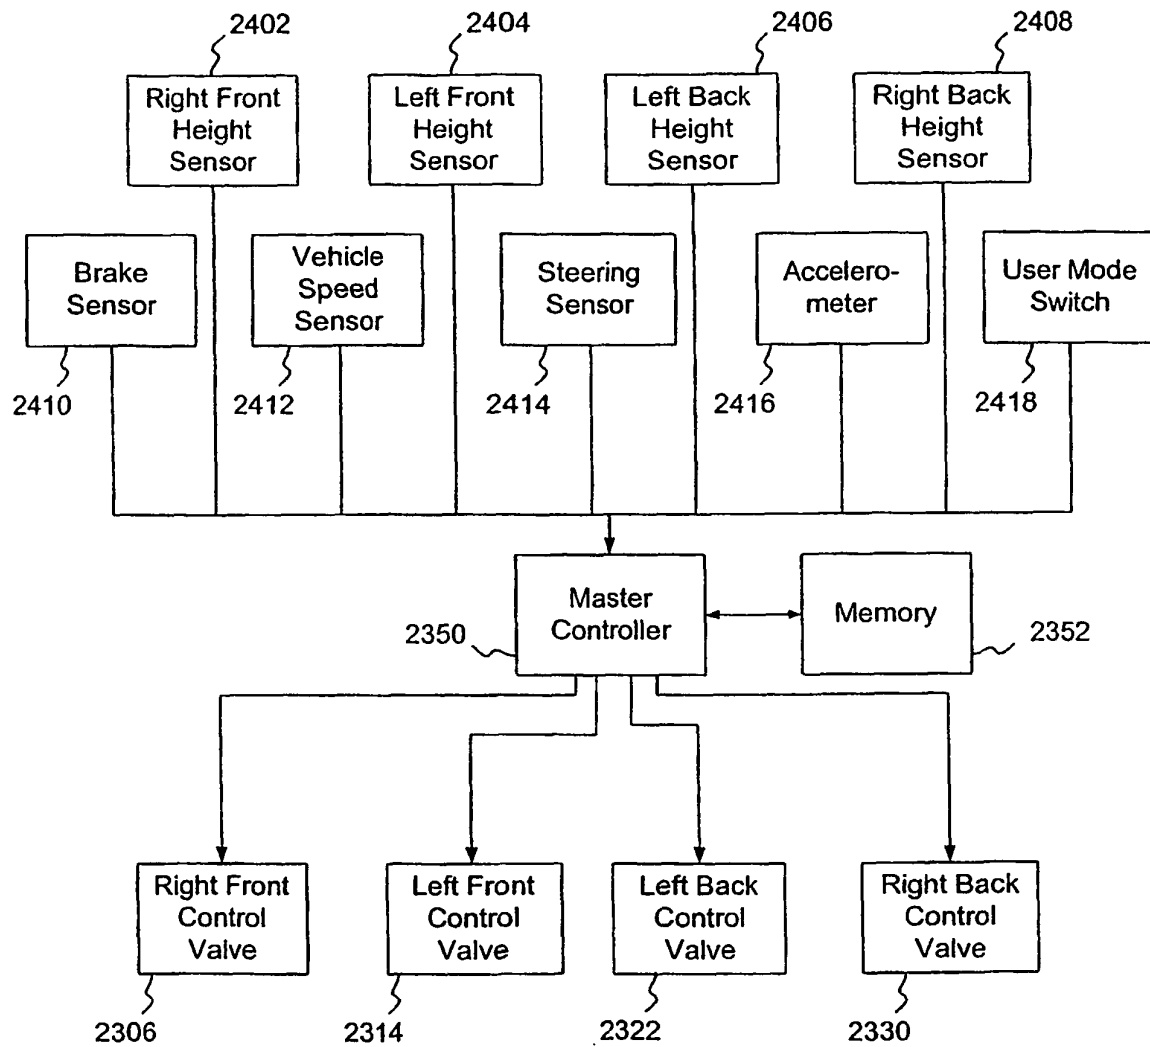 2402
2404
2406
2408
Right Front
Height
Sensor
Left Front
Height
Sensor
Left Back
Height
Sensor
Right Back
Height
Sensor
Brake
Sensor
Vehicle
Speed
Sensor
Steering
Sensor
Accelero-
meter
User Mode
Switch
2410
2412
2414
2416
2418
Master
Controller
Memory
2350
2352
Right Front
Control
Valve
Left Front
Control
Valve
Left Back
Control
Valve
Right Back
Control
Valve
2306
2314
2322
2330